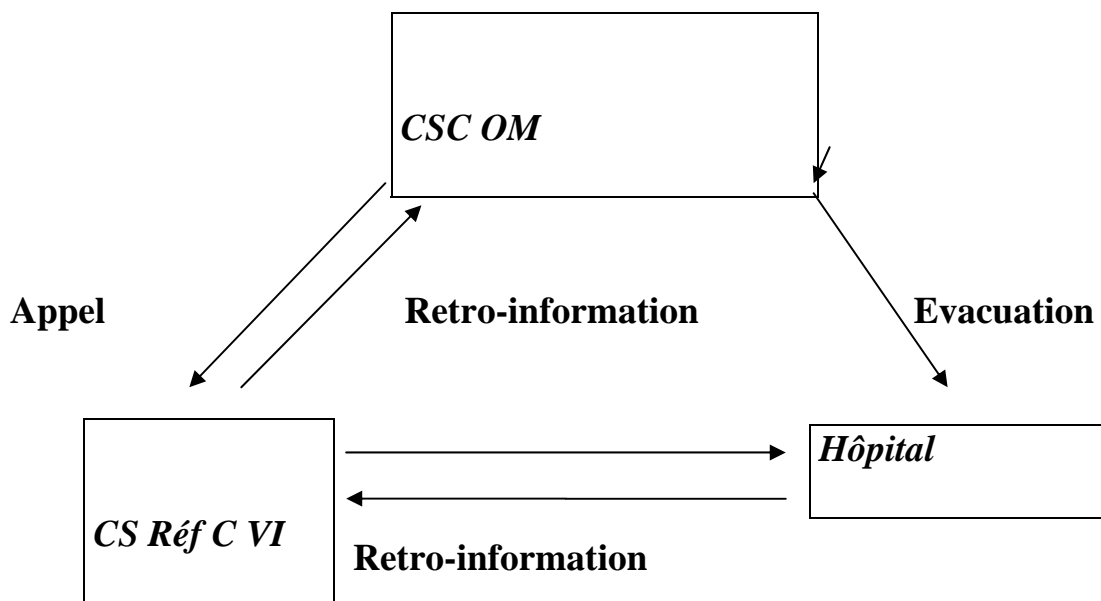 CSC OM
Appel
Retro-information
Evacuation
Hôpital
CS Réf C VI
Retro-information